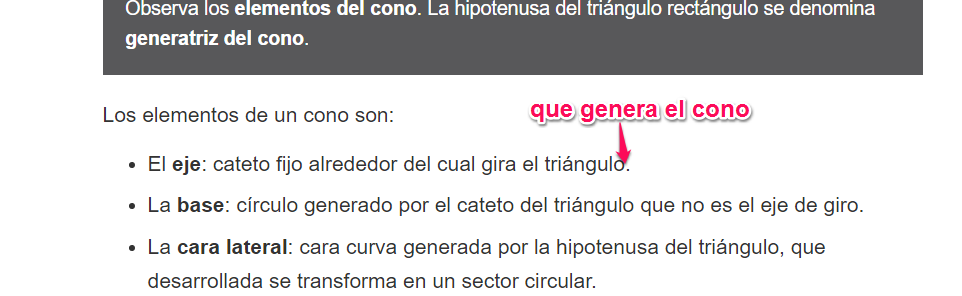 Observa los elementos del cono. La hipotenusa del triángulo rectángulo se denomina
generatriz del cono.
Los elementos de un cono son:
que genera el cono
• El eje: cateto fijo alrededor del cual gira el triángulo.
• La base: círculo generado por el cateto del triángulo que no es el eje de giro.
• La cara lateral: cara curva generada por la hipotenusa del triángulo, que
desarrollada se transforma en un sector circular.